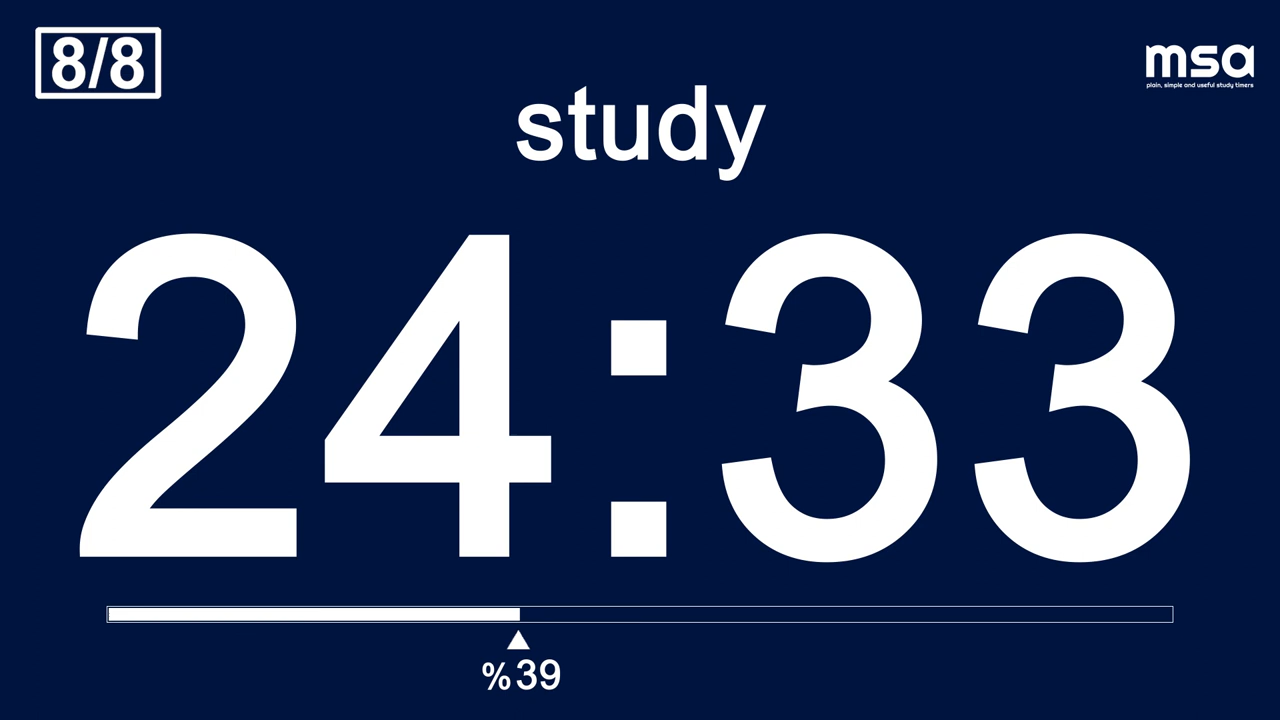 8/8
msa
plain, simple and useful study timers
study
24:33
%39